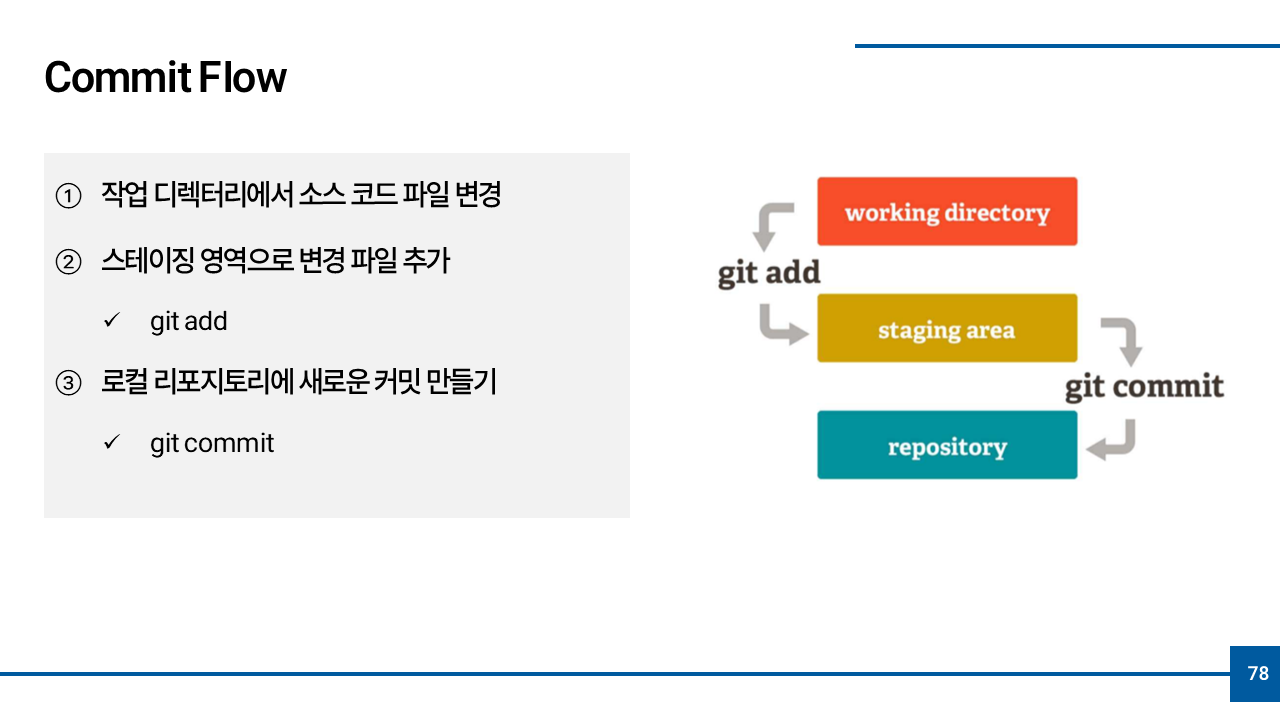 Commit Flow
① 작업 디렉터리에서 소스 코드 파일 변경
② 스테이징 영역으로 변경 파일 추가
✓ git add
③ 로컬 리포지토리에 새로운 커밋 만들기
✓ git commit
working directory
git add
staging area
git commit
repository
78